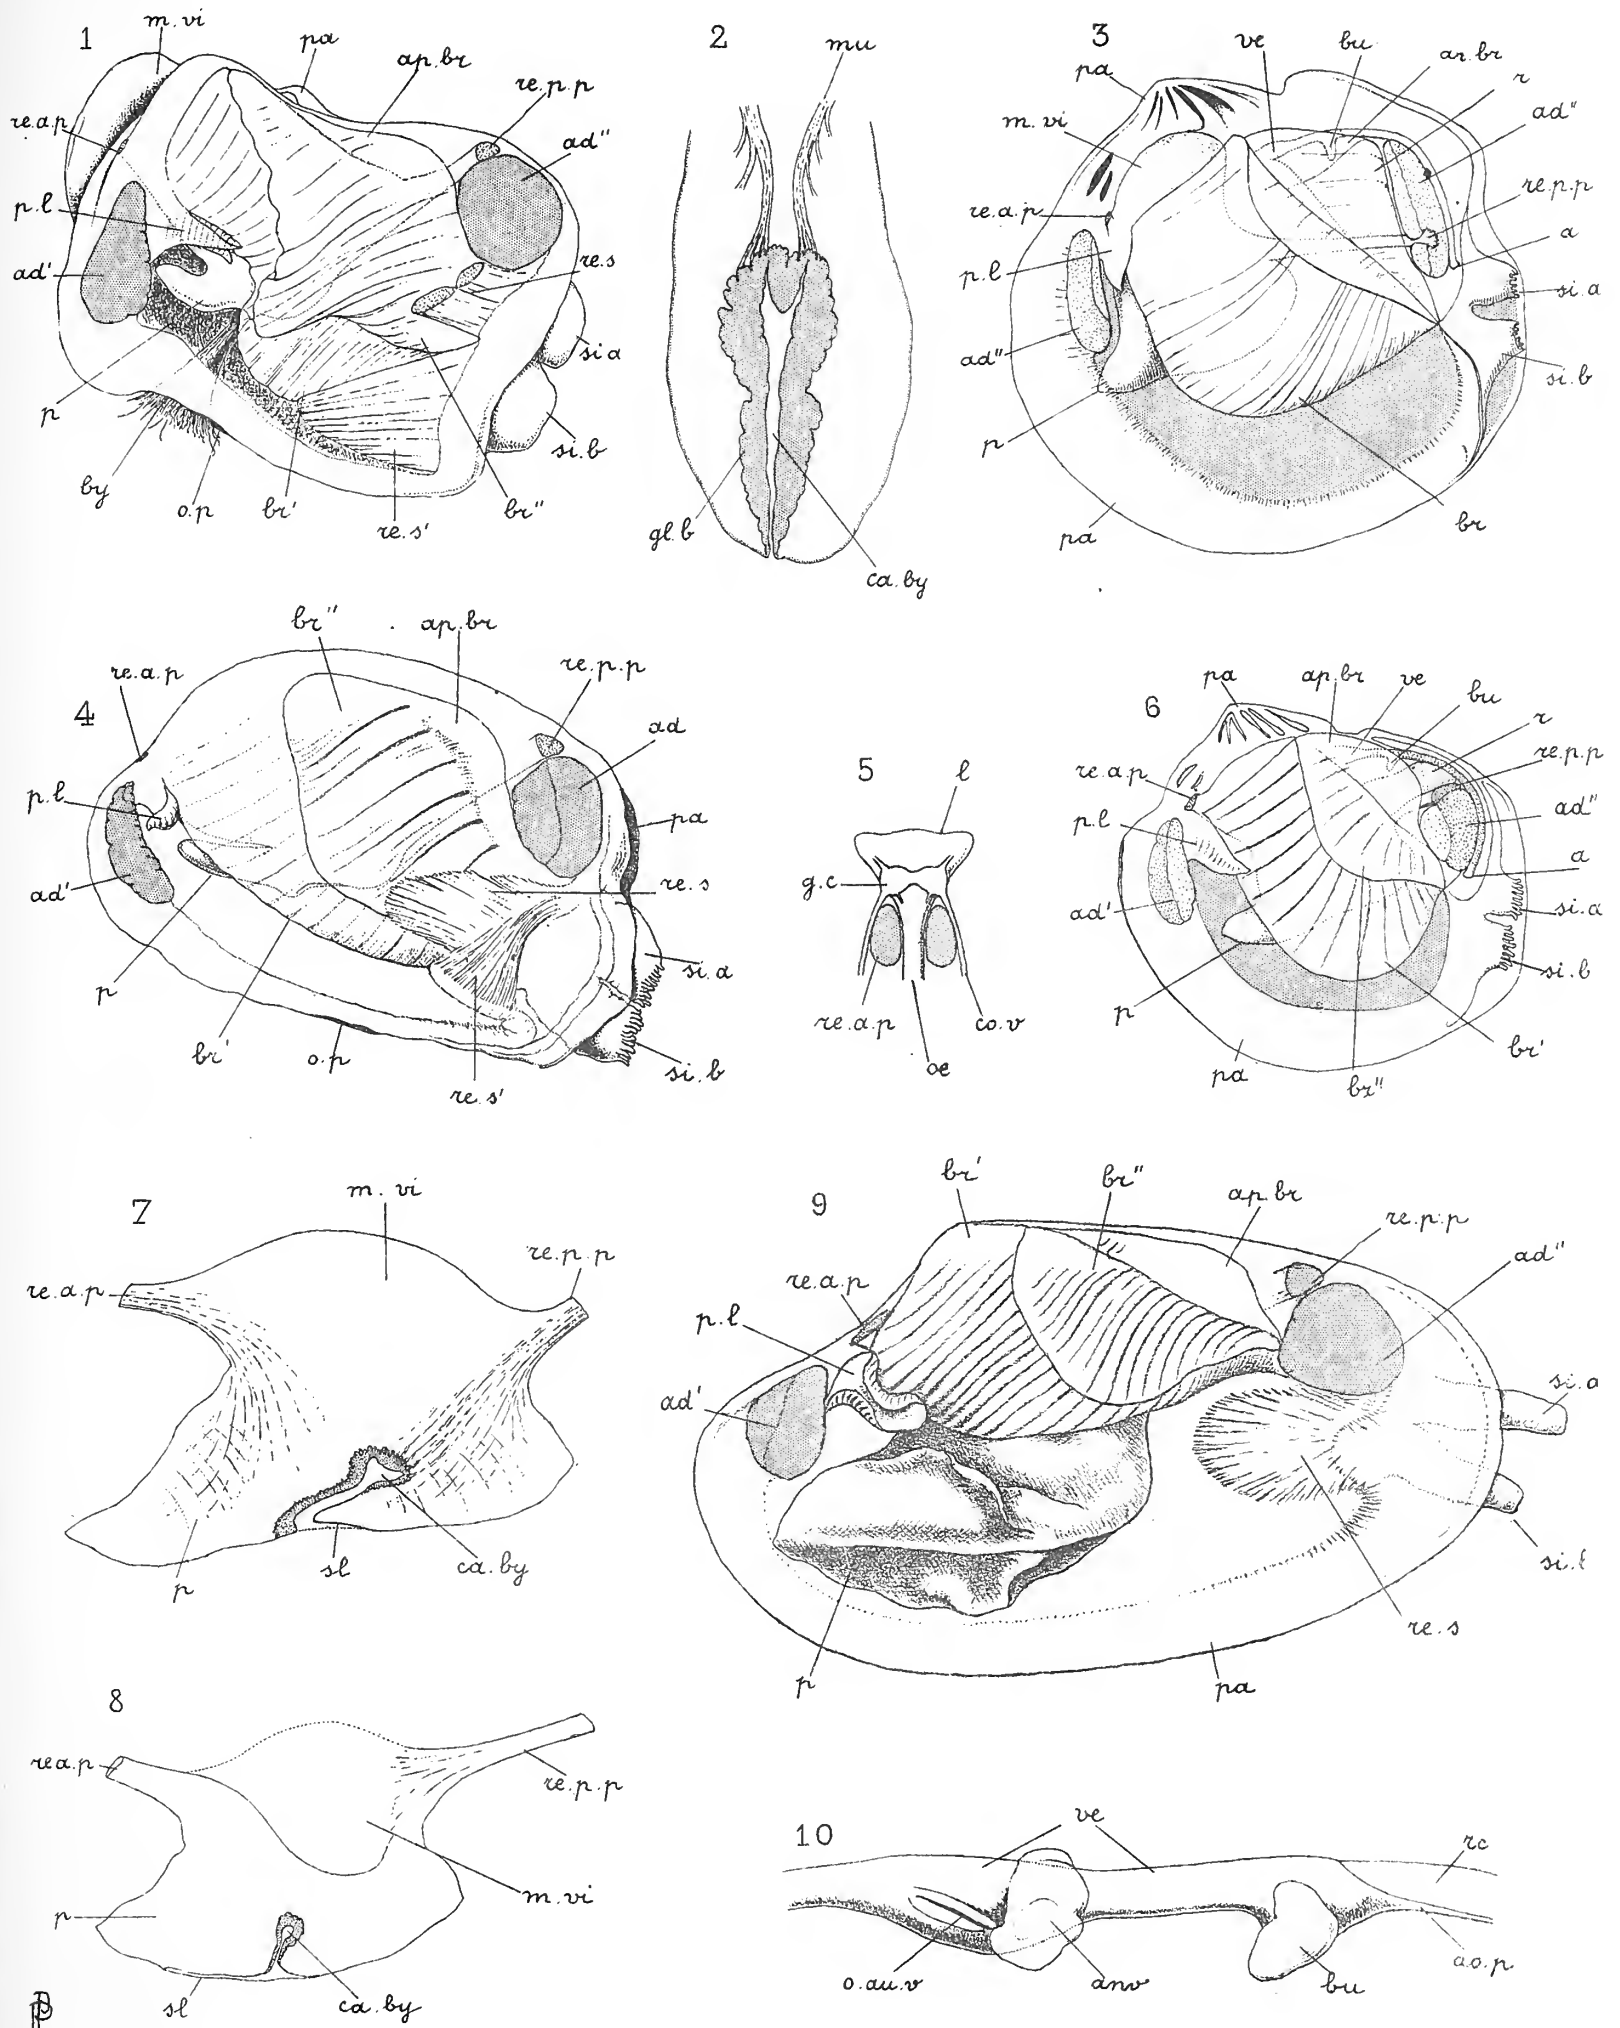 1
m.vi
pa
ap.br
re.p.p
ad''
re.a.p
p.l
ad'
re.s
si a
p
by
o.p
br'
re.s'
br''
si.b
2
mu
gl.b
ca.by
3
pa
ve
bu
ap.br
r
ad''
m.vi
re.p.p
re.a.p
a
p.l
si.a
ad''
si.b
p
br
pa
4
br''
ap.br
re.a.p
re.p.p
ad
p.l
pa
ad'
re.s
si.a
p
br'
o.p
re.s'
si.b
5
l
g.c
re.a.p
co.v
oe
6
pa
ap.br
ve
bu
r
re.p.p
re.a.p
ad''
p.l
a
ad'
si.a
si.b
p
br'
pa
br''
7
m.vi
re.a.p
re.p.p
p
sl
ca.by
8
re a.p
re.p.p
m.vi
p
sl
ca.by
9
br'
br''
ap.br
re.p.p
ad''
re.a.p
p.l
ad'
si.a
si.b
re.s
p
pa
10
ve
rc
o.au.v
anv
bu
ao.p